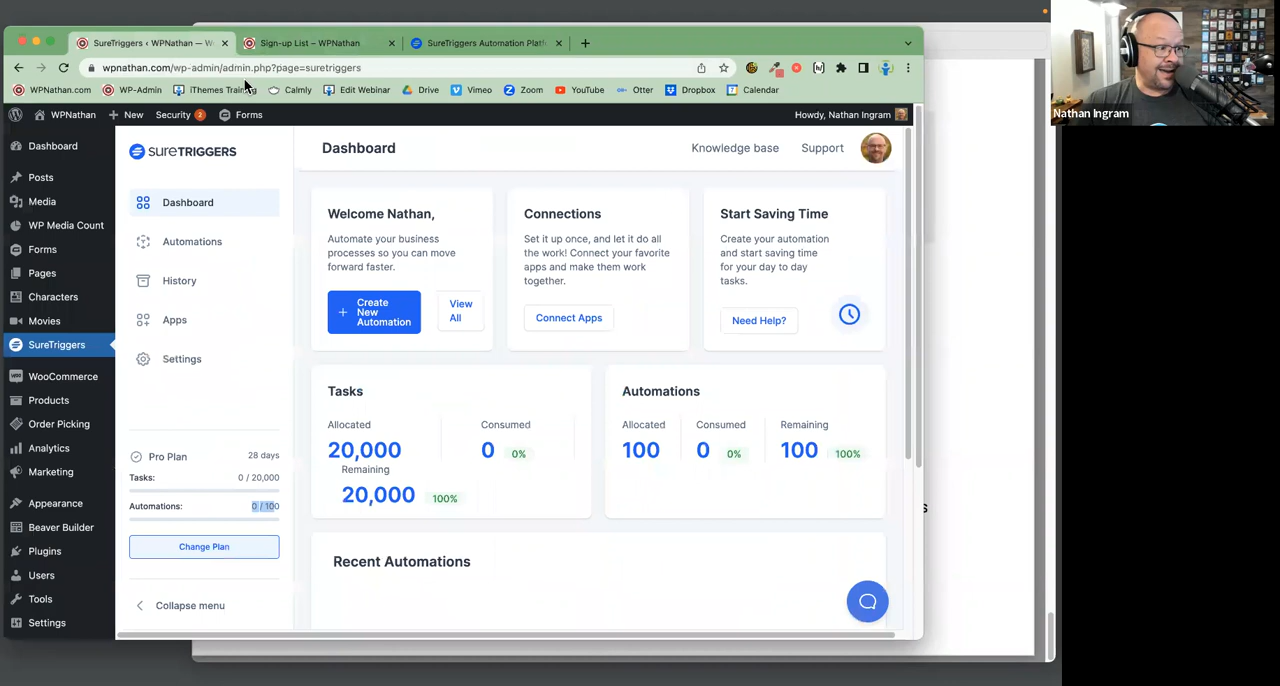 SureTriggers ‹ WPNathan — W
Sign-up List – WPNathan
SureTriggers Automation Platf
wpnathan.com/wp-admin/admin.php?page=suretriggers
WPNathan.com
WP-Admin
iThemes Training
Calmly
Edit Webinar
Drive
Vimeo
Zoom
YouTube
Otter
Dropbox
Calendar
WPNathan
New
Security 2
Forms
Howdy, Nathan Ingram
Nathan Ingram
Dashboard
Posts
Media
WP Media Count
Forms
Pages
Characters
Movies
SureTriggers
WooCommerce
Products
Order Picking
Analytics
Marketing
Appearance
Beaver Builder
Plugins
Users
Tools
Settings
SureTRIGGERS
Dashboard
Automations
History
Apps
Settings
Pro Plan 28 days
Tasks: 0 / 20,000
Automations: 0 / 100
Change Plan
Collapse menu
Dashboard
Knowledge base
Support
Welcome Nathan,
Automate your business
processes so you can move
forward faster.
+ Create
New
Automation
View
All
Connections
Set it up once, and let it do all
the work! Connect your favorite
apps and make them work
together.
Connect Apps
Start Saving Time
Create your automation
and start saving time
for your day to day
tasks.
Need Help?
Tasks
Allocated
20,000
Consumed
0 0%
Remaining
20,000 100%
Automations
Allocated
100
Consumed
0 0%
Remaining
100 100%
Recent Automations
s